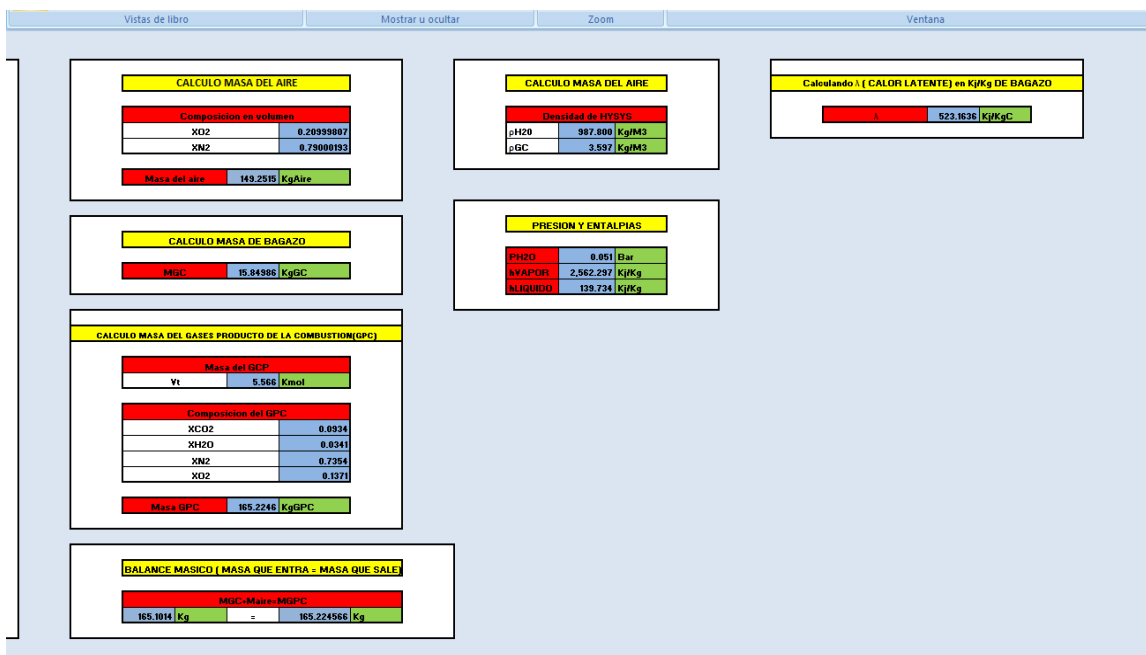 Vistas de libro
Mostrar u ocultar
Zoom
Ventana
CALCULO MASA DEL AIRE
Composicion en volumen
XO2 0.20999807
XN2 0.79000193
Masa del aire 149.2515 KgAire
CALCULO MASA DE BAGAZO
MGC 15.84986 KgGC
CALCULO MASA DEL GASES PRODUCTO DE LA COMBUSTION(GPC)
Masa del GCP
Yt 5.566 Kmol
Composicion del GPC
XCO2 0.0934
XH2O 0.0341
XN2 0.7354
XO2 0.1371
Masa GPC 165.2246 KgGPC
BALANCE MASICO ( MASA QUE ENTRA = MASA QUE SALE)
MGC+Maire=MGPC
165.1014 Kg = 165.224566 Kg
CALCULO MASA DEL AIRE
Densidad de HYSYS
ρH20 987.800 Kg/M3
ρGC 3.597 Kg/M3
PRESION Y ENTALPIAS
PH2O 0.051 Bar
hVAPOR 2,562.297 Kj/Kg
hLIQUIDO 139.734 Kj/Kg
Calculando λ ( CALOR LATENTE) en Kj/Kg DE BAGAZO
λ 523.1636 Kj/KgC